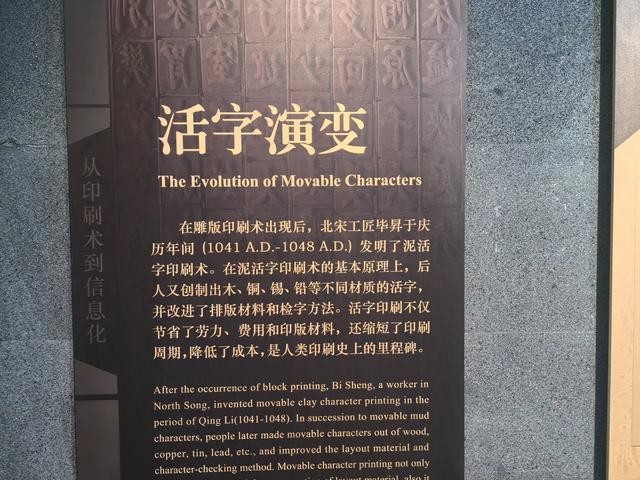 活字演变
The Evolution of Movable Characters
在雕版印刷术出现后，北宋工匠毕昇于庆
历年间 (1041 A.D.-1048 A.D.) 发明了泥活
字印刷术。在泥活字印刷术的基本原理上，后
人又创制出木、铜、锡、铅等不同材质的活字，
并改进了排版材料和检字方法。活字印刷不仅
节省了劳力、费用和印版材料，还缩短了印刷
周期，降低了成本，是人类印刷史上的里程碑。
After the occurrence of block printing, Bi Sheng, a worker in
North Song, invented movable clay character printing in the
period of Qing Li(1041-1048). In succession to movable mud
characters, people later made movable characters out of wood,
copper, tin, lead, etc., and improved the layout material and
character-checking method. Movable character printing not only
of layout material, also it
从印刷术到信息化